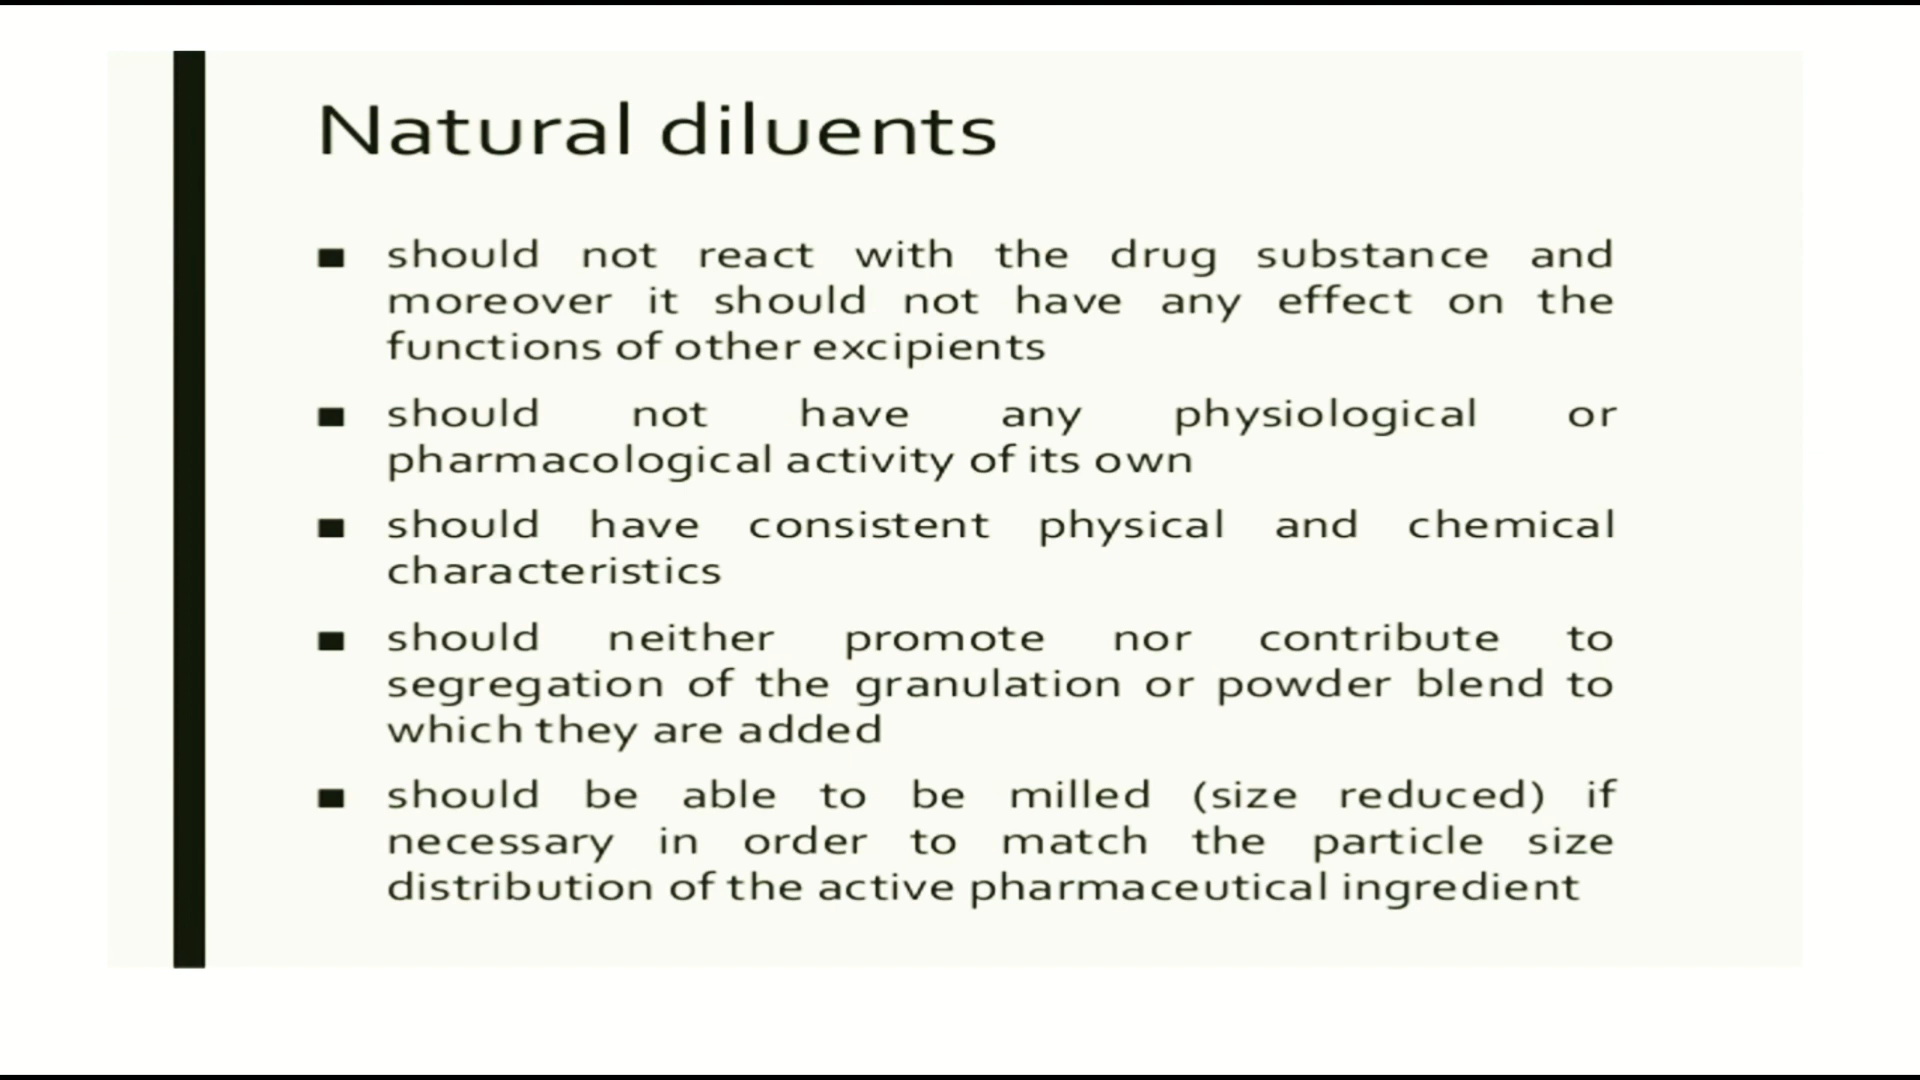 Natural diluents
■ should not react with the drug substance and
moreover it should not have any effect on the
functions of other excipients
■ should not have any physiological or
pharmacological activity of its own
■ should have consistent physical and chemical
characteristics
■ should neither promote nor contribute to
segregation of the granulation or powder blend to
which they are added
■ should be able to be milled (size reduced) if
necessary in order to match the particle size
distribution of the active pharmaceutical ingredient